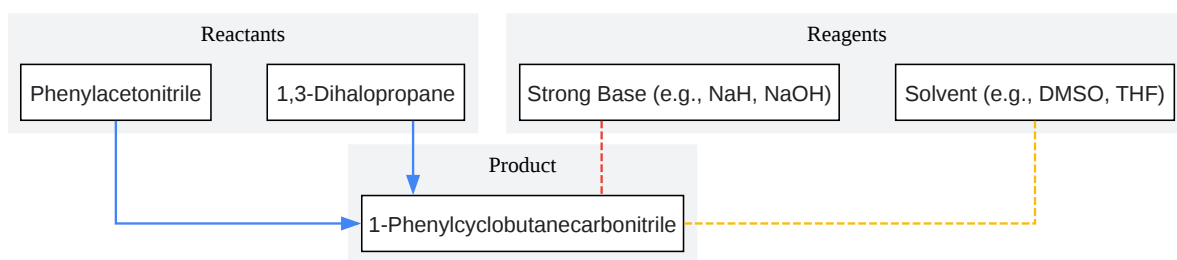 Reactants
Reagents
Phenylacetonitrile
1,3-Dihalopropane
Strong Base (e.g., NaH, NaOH)
Solvent (e.g., DMSO, THF)
Product
1-Phenylcyclobutanecarbonitrile